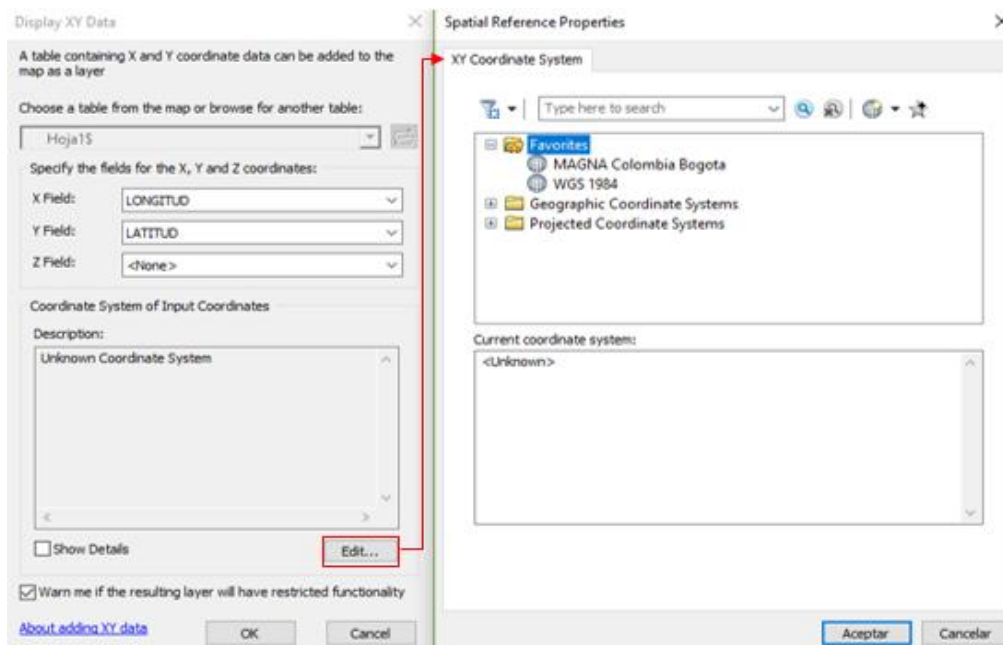 Display XY Data
A table containing X and Y coordinate data can be added to the
map as a layer
Choose a table from the map or browse for another table:
Hoja1$
Specify the fields for the X, Y and Z coordinates:
X Field:
LONGITUD
Y Field:
LATITUD
Z Field:
<None>
Coordinate System of Input Coordinates
Description:
Unknown Coordinate System
Show Details
Edit...
Warn me if the resulting layer will have restricted functionality
About adding XY data
OK
Cancel
Spatial Reference Properties
XY Coordinate System
Type here to search
Favorites
MAGNA Colombia Bogota
WGS 1984
Geographic Coordinate Systems
Projected Coordinate Systems
Current coordinate system:
<Unknown>
Aceptar
Cancelar